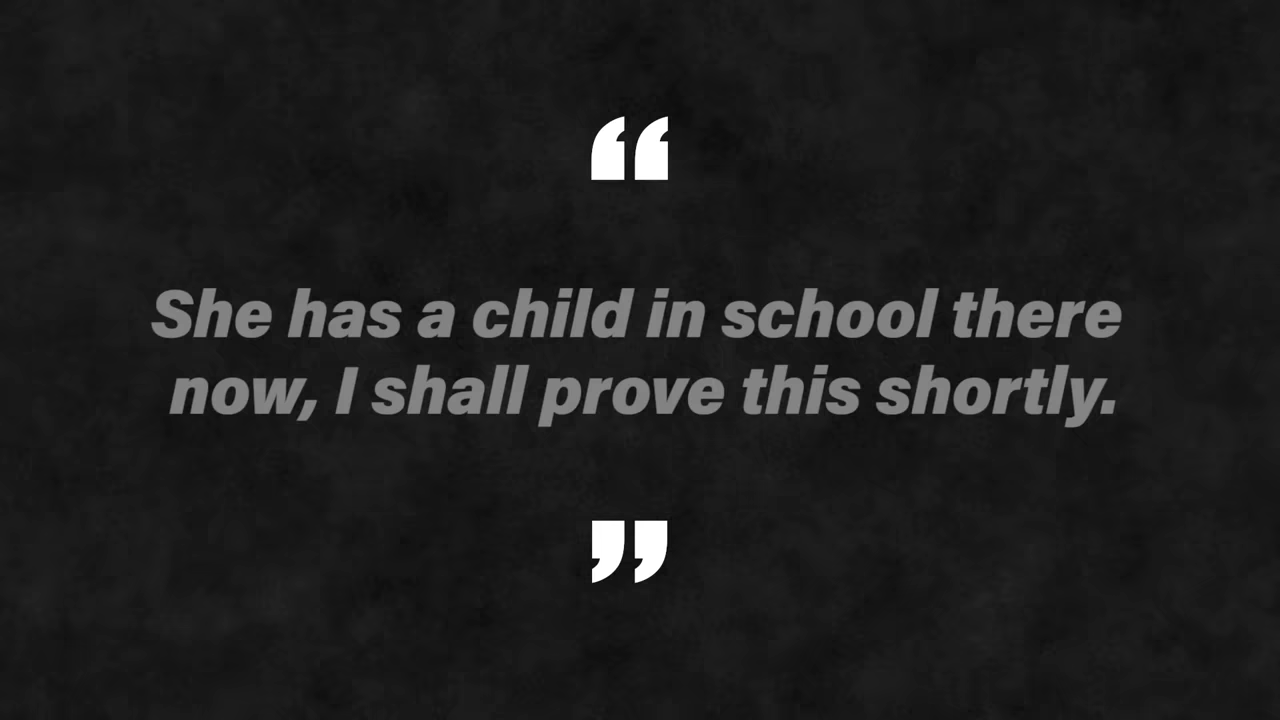 “
She has a child in school there
now, I shall prove this shortly.
”